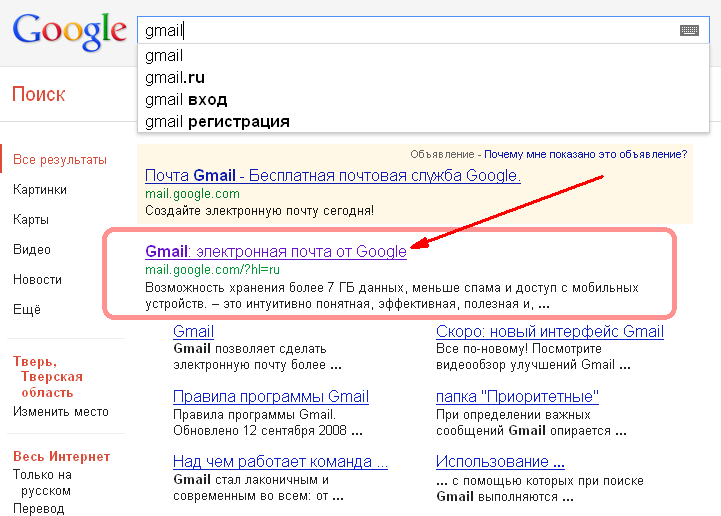 Google
gmail
gmail
gmail.ru
gmail вход
gmail регистрация
Поиск
Все результаты
Картинки
Карты
Видео
Новости
Ещё
Тверь,
Тверская
область
Изменить место
Весь Интернет
Только на
русском
Перевод
Объявление - Почему мне показано это объявление?
Почта Gmail - Бесплатная почтовая служба Google.
mail.google.com
Создайте электронную почту сегодня!
Gmail: электронная почта от Google
mail.google.com/?hl=ru
Возможность хранения более 7 ГБ данных, меньше спама и доступ с мобильных
устройств. – это интуитивно понятная, эффективная, полезная и, ...
Gmail
Gmail позволяет сделать
электронную почту более ...
Правила программы Gmail
Правила программы Gmail.
Обновлено 12 сентября 2008 ...
Над чем работает команда ...
Gmail стал лаконичным и
современным во всем: от ...
Скоро: новый интерфейс Gmail
Все по-новому! Посмотрите
видеообзор улучшений Gmail ...
папка "Приоритетные"
При определении важных
сообщений Gmail опирается ...
Использование ...
... с помощью которых при поиске
Gmail выполняются ...